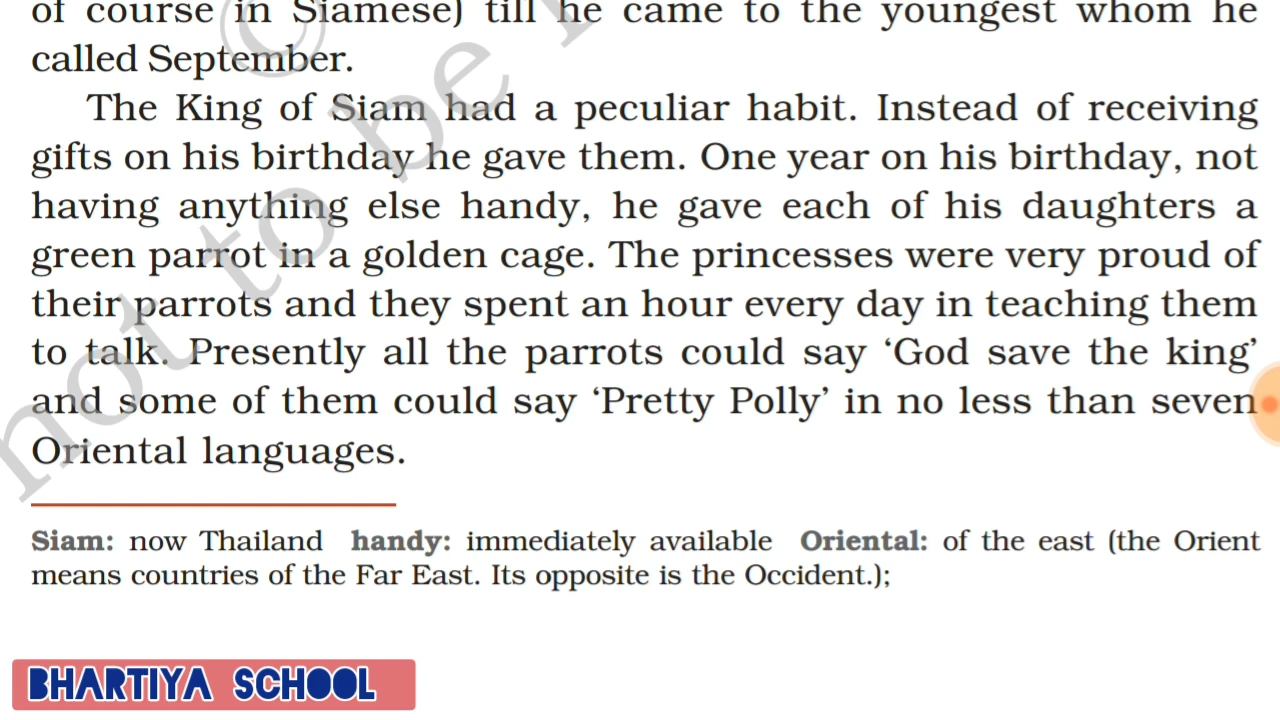 of course in Siamese) till he came to the youngest whom he
called September.
The King of Siam had a peculiar habit. Instead of receiving
gifts on his birthday he gave them. One year on his birthday, not
having anything else handy, he gave each of his daughters a
green parrot in a golden cage. The princesses were very proud of
their parrots and they spent an hour every day in teaching them
to talk. Presently all the parrots could say ‘God save the king’
and some of them could say ‘Pretty Polly’ in no less than seven
Oriental languages.
Siam: now Thailand handy: immediately available Oriental: of the east (the Orient
means countries of the Far East. Its opposite is the Occident.);
BHARTIYA SCHOOL
©
not to be